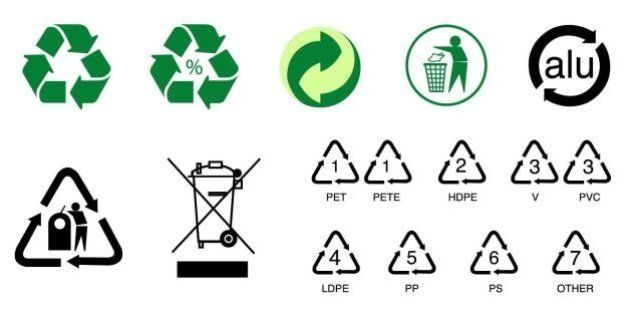 %
alu
1 1 2 3 3
PET PETE HDPE V PVC
4 5 6 7
LDPE PP PS OTHER